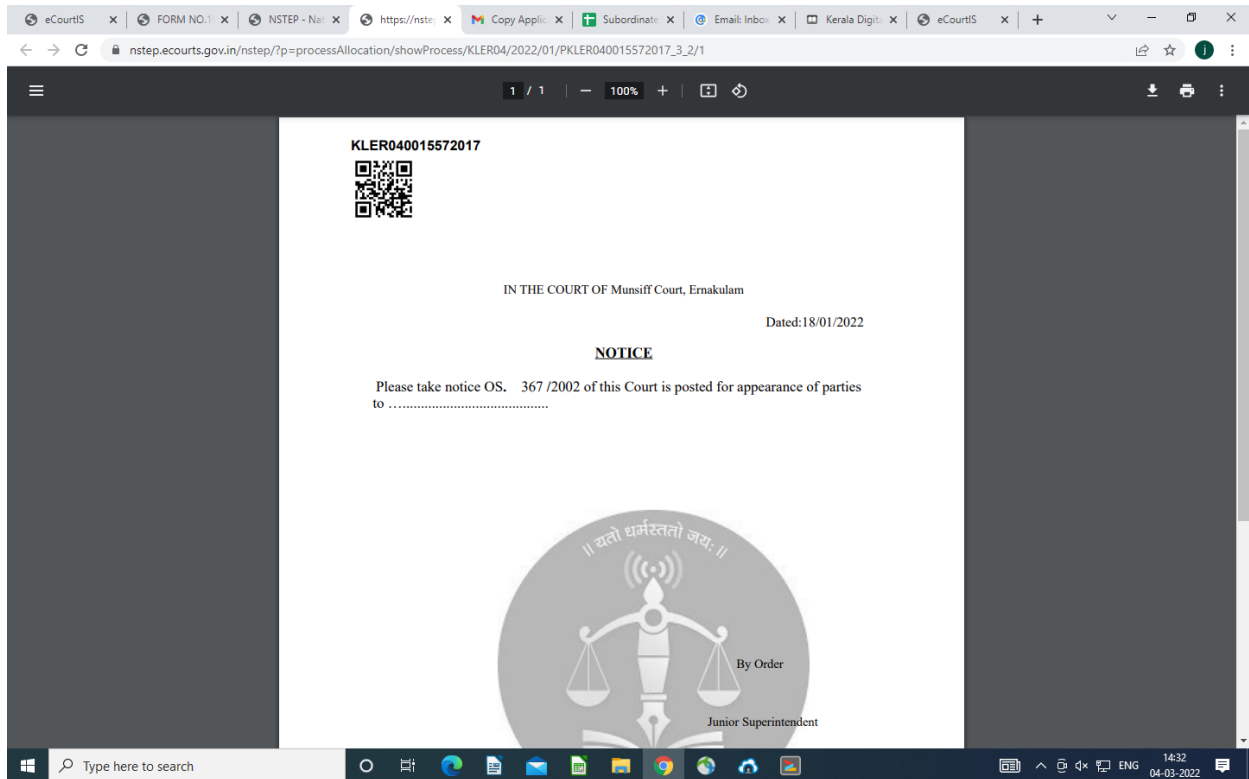 eCourtIS
FORM NO.1
NSTEP - Nat
https://nste
Copy Applic
Subordinate
Email: Inbox
Kerala Digit
eCourtIS
nstep.ecourts.gov.in/nstep/?p=processAllocation/showProcess/KLER04/2022/01/PKLER040015572017_3_2/1
j
1 / 1 100%
KLER040015572017
IN THE COURT OF Munsiff Court, Ernakulam
Dated:18/01/2022
NOTICE
Please take notice OS. 367 /2002 of this Court is posted for appearance of parties
to …........................................
॥ यतो धर्मस्ततो जयः ॥
By Order
Junior Superintendent
Type here to search
ENG
14:32
04-03-2022